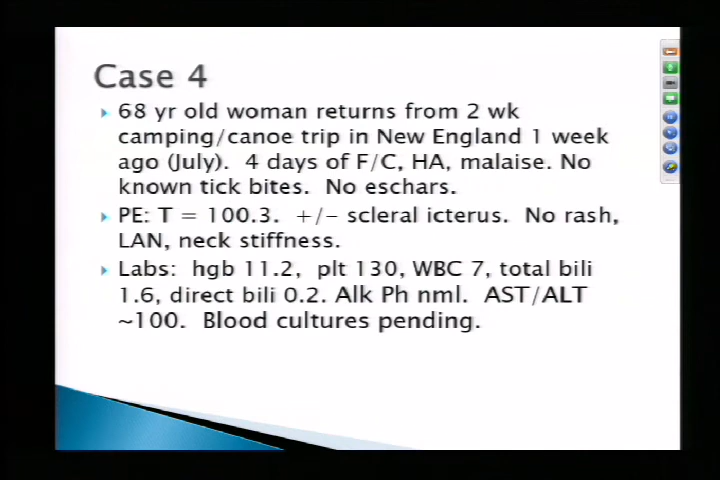 Case 4
68 yr old woman returns from 2 wk
camping/canoe trip in New England 1 week
ago (July). 4 days of F/C, HA, malaise. No
known tick bites. No eschars.
PE: T = 100.3. +/- scleral icterus. No rash,
LAN, neck stiffness.
Labs: hgb 11.2, plt 130, WBC 7, total bili
1.6, direct bili 0.2. Alk Ph nml. AST/ALT
~100. Blood cultures pending.